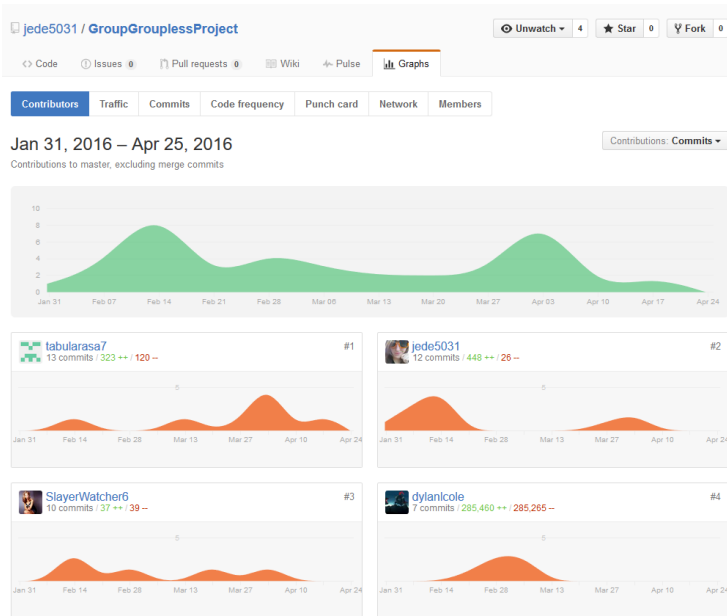 jede5031 / GroupGrouplessProject
Unwatch 4 Star 0 Fork 0
Code Issues 0 Pull requests 0 Wiki Pulse Graphs
Contributors Traffic Commits Code frequency Punch card Network Members
Jan 31, 2016 – Apr 25, 2016
Contributions: Commits
Contributions to master, excluding merge commits
10
8
6
4
2
0
Jan 31 Feb 07 Feb 14 Feb 21 Feb 28 Mar 06 Mar 13 Mar 20 Mar 27 Apr 03 Apr 10 Apr 17 Apr 24
tabularasa7 #1
13 commits / 323 ++ / 120 --
5
Jan 31 Feb 14 Feb 28 Mar 13 Mar 27 Apr 10 Apr 24
jede5031 #2
12 commits / 448 ++ / 26 --
5
Jan 31 Feb 14 Feb 28 Mar 13 Mar 27 Apr 10 Apr 24
SlayerWatcher6 #3
10 commits / 37 ++ / 39 --
5
Jan 31 Feb 14 Feb 28 Mar 13 Mar 27 Apr 10 Apr 24
dylanlcole #4
7 commits / 285,460 ++ / 285,265 --
5
Jan 31 Feb 14 Feb 28 Mar 13 Mar 27 Apr 10 Apr 24